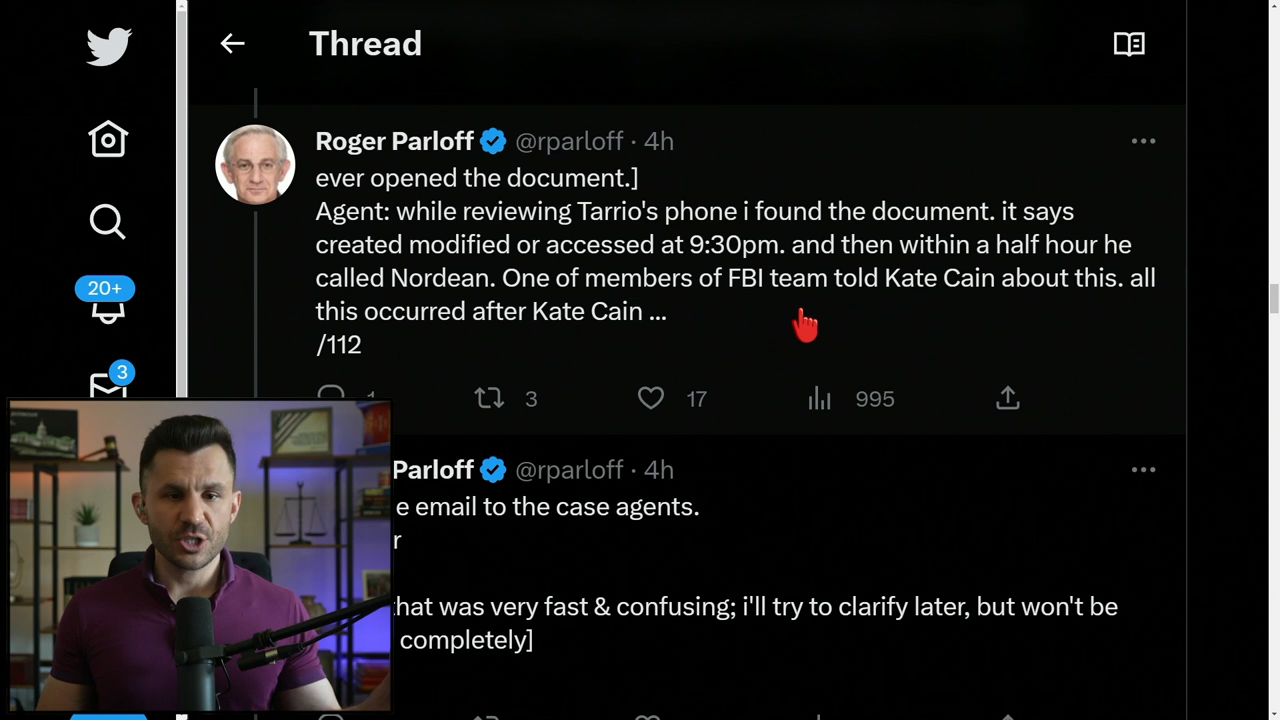 Thread
Roger Parloff @rparloff · 4h
ever opened the document.]
Agent: while reviewing Tarrio's phone i found the document. it says
created modified or accessed at 9:30pm. and then within a half hour he
called Nordean. One of members of FBI team told Kate Cain about this. all
this occurred after Kate Cain ...
/112
20+
3
1 3 17 995
Parloff @rparloff · 4h
e email to the case agents.
r
that was very fast & confusing; i'll try to clarify later, but won't be
completely]